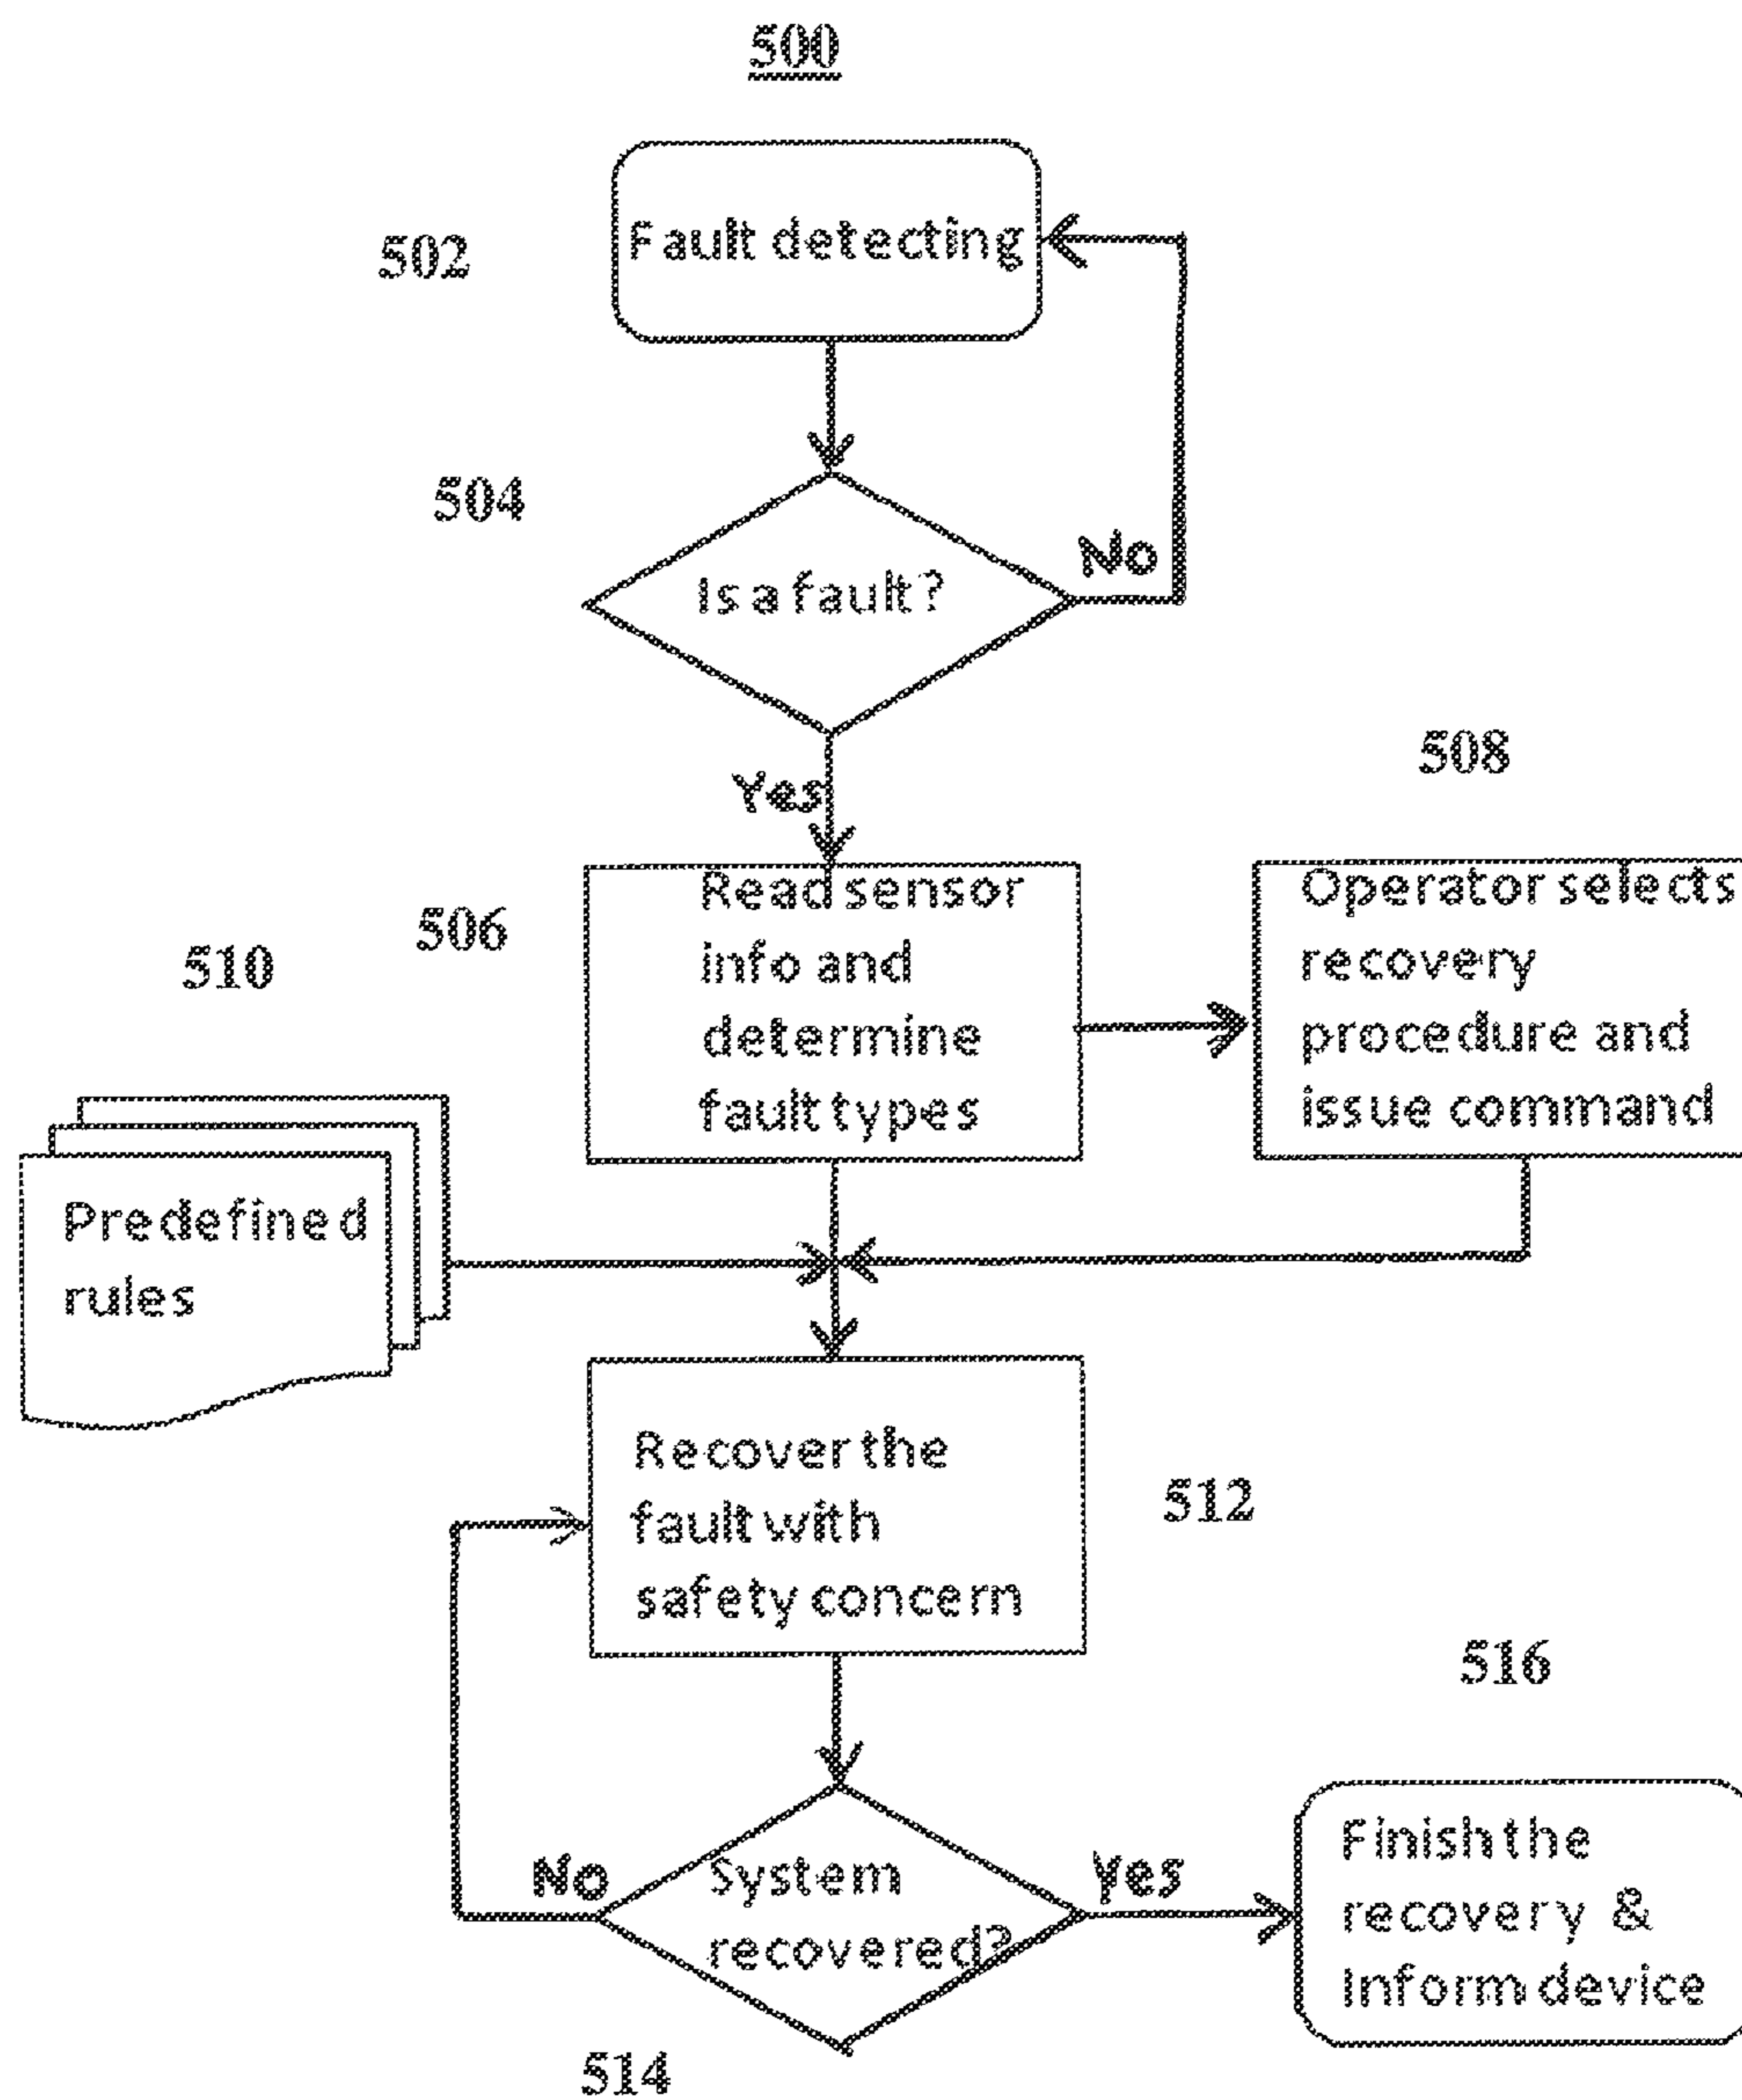 500
502
Fault detecting
504
Is a fault?
No
Yes
506
Read sensor
info and
determine
fault types
508
Operator selects
recovery
procedure and
issue command
510
Predefined
rules
Recover the
fault with
safety concern
512
System
recovered?
No
Yes
514
516
Finish the
recovery &
Inform device